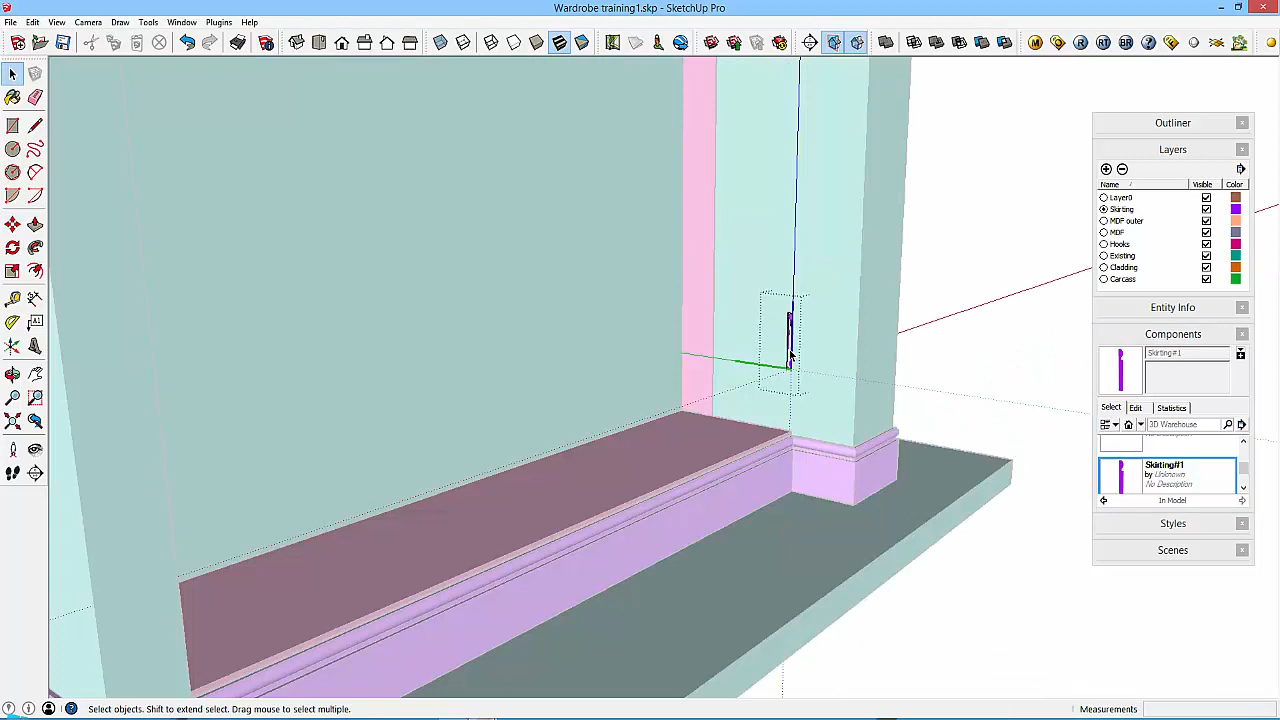 Wardrobe training1.skp - SketchUp Pro
File Edit View Camera Draw Tools Window Plugins Help
Outliner
Layers
Name Visible Color
Layer0
Skirting
MDF outer
MDF
Hooks
Existing
Cladding
Carcass
Entity Info
Components
Skirting#1
Select Edit Statistics
3D Warehouse
No Description
Skirting#1
by Unknown
No Description
In Model
Styles
Scenes
Select objects. Shift to extend select. Drag mouse to select multiple.
Measurements